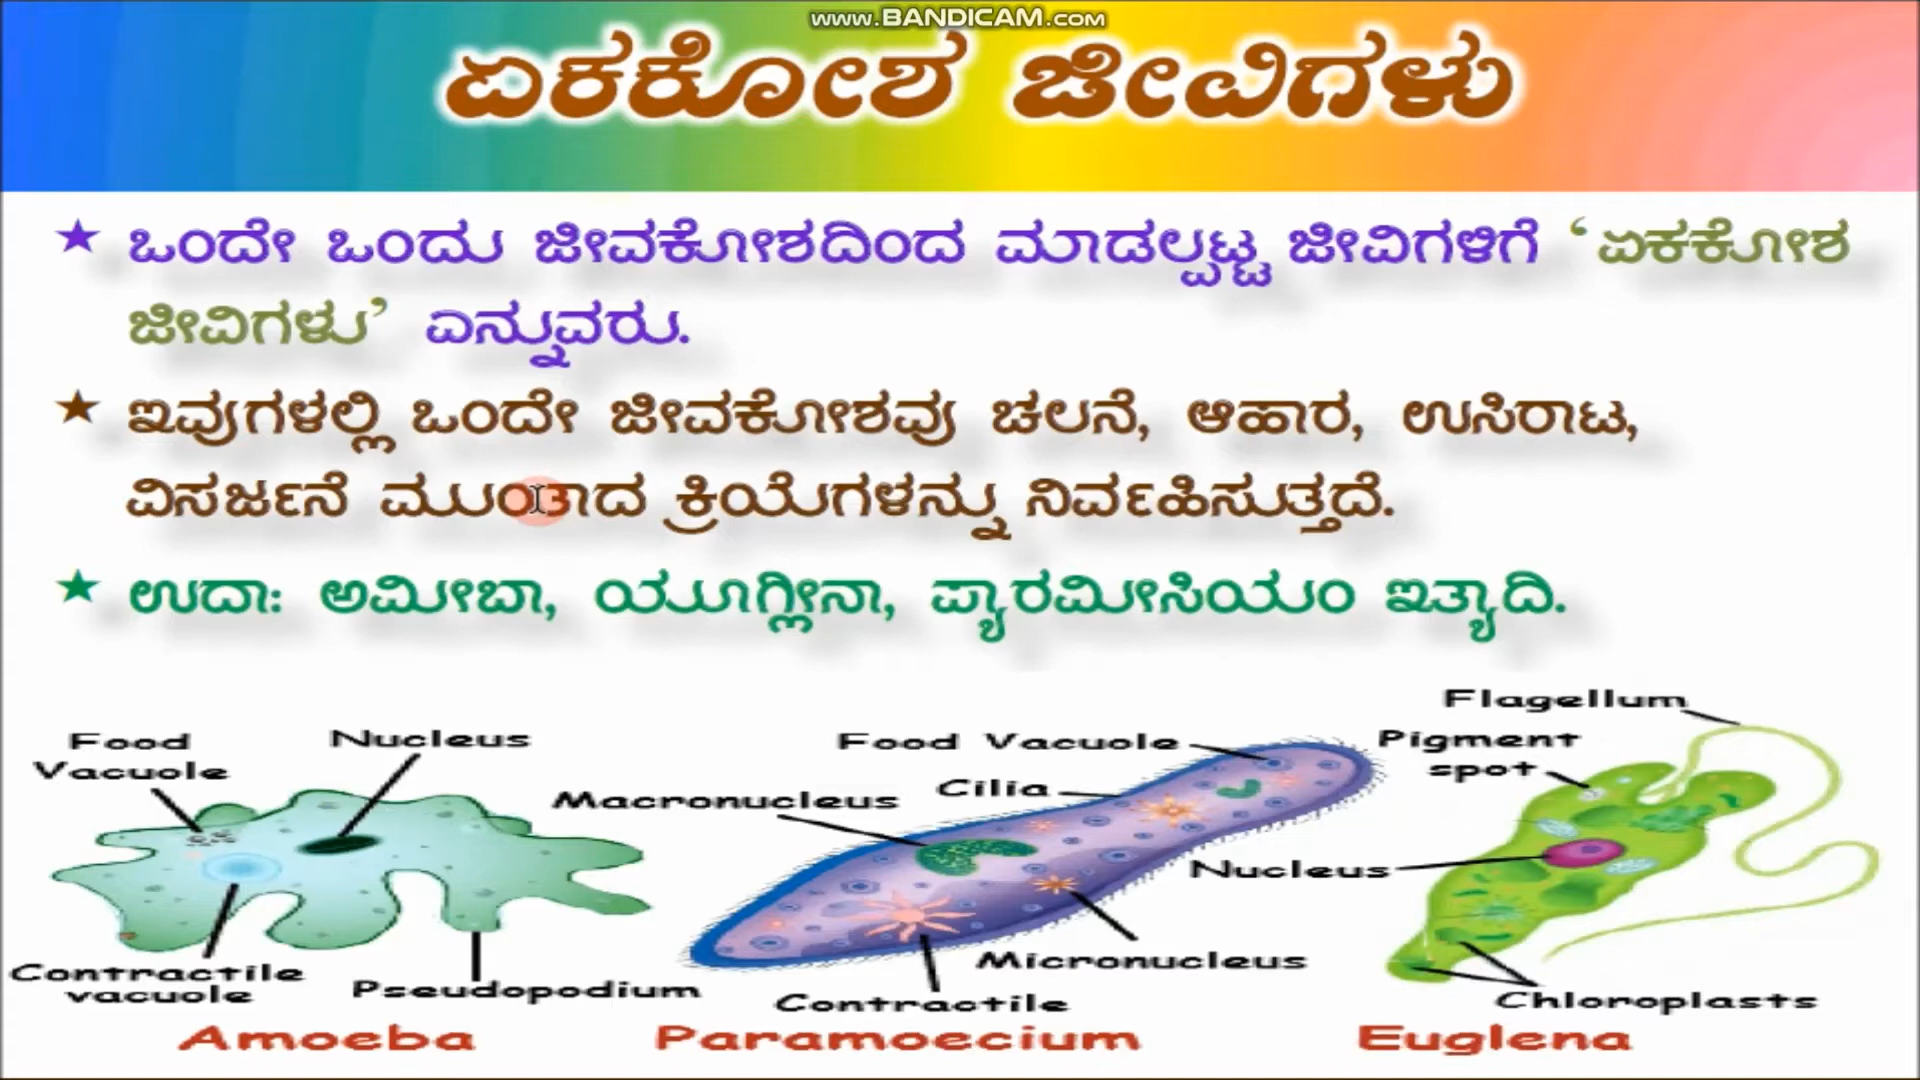 www.BANDICAM.com
ಏಕಕೋಶ ಜೀವಿಗಳು
★ ಒಂದೇ ಒಂದು ಜೀವಕೋಶದಿಂದ ಮಾಡಲ್ಪಟ್ಟ ಜೀವಿಗಳಿಗೆ ‘ಏಕಕೋಶ
ಜೀವಿಗಳು’ ಎನ್ನುವರು.
★ ಇವುಗಳಲ್ಲಿ ಒಂದೇ ಜೀವಕೋಶವು ಚಲನೆ, ಆಹಾರ, ಉಸಿರಾಟ,
ವಿಸರ್ಜನೆ ಮುಂತಾದ ಕ್ರಿಯೆಗಳನ್ನು ನಿರ್ವಹಿಸುತ್ತದೆ.
★ ಉದಾ: ಅಮೀಬಾ, ಯೂಗ್ಲೀನಾ, ಪ್ಯಾರಮೀಸಿಯಂ ಇತ್ಯಾದಿ.
Food
Vacuole
Nucleus
Contractile
vacuole
Pseudopodium
Amoeba
Food Vacuole
Cilia
Macronucleus
Micronucleus
Contractile
Paramoecium
Flagellum
Pigment
spot
Nucleus
Chloroplasts
Euglena